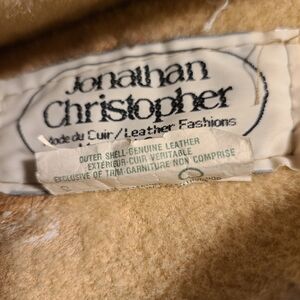 Jonathan
Christopher
Mode du Cuir/Leather Fashions
OUTER SHELL-GENUINE LEATHER
EXTERIEUR-CUIR VERITABLE
EXCLUSIVE OF TRIM-GARNITURE NON COMPRISE